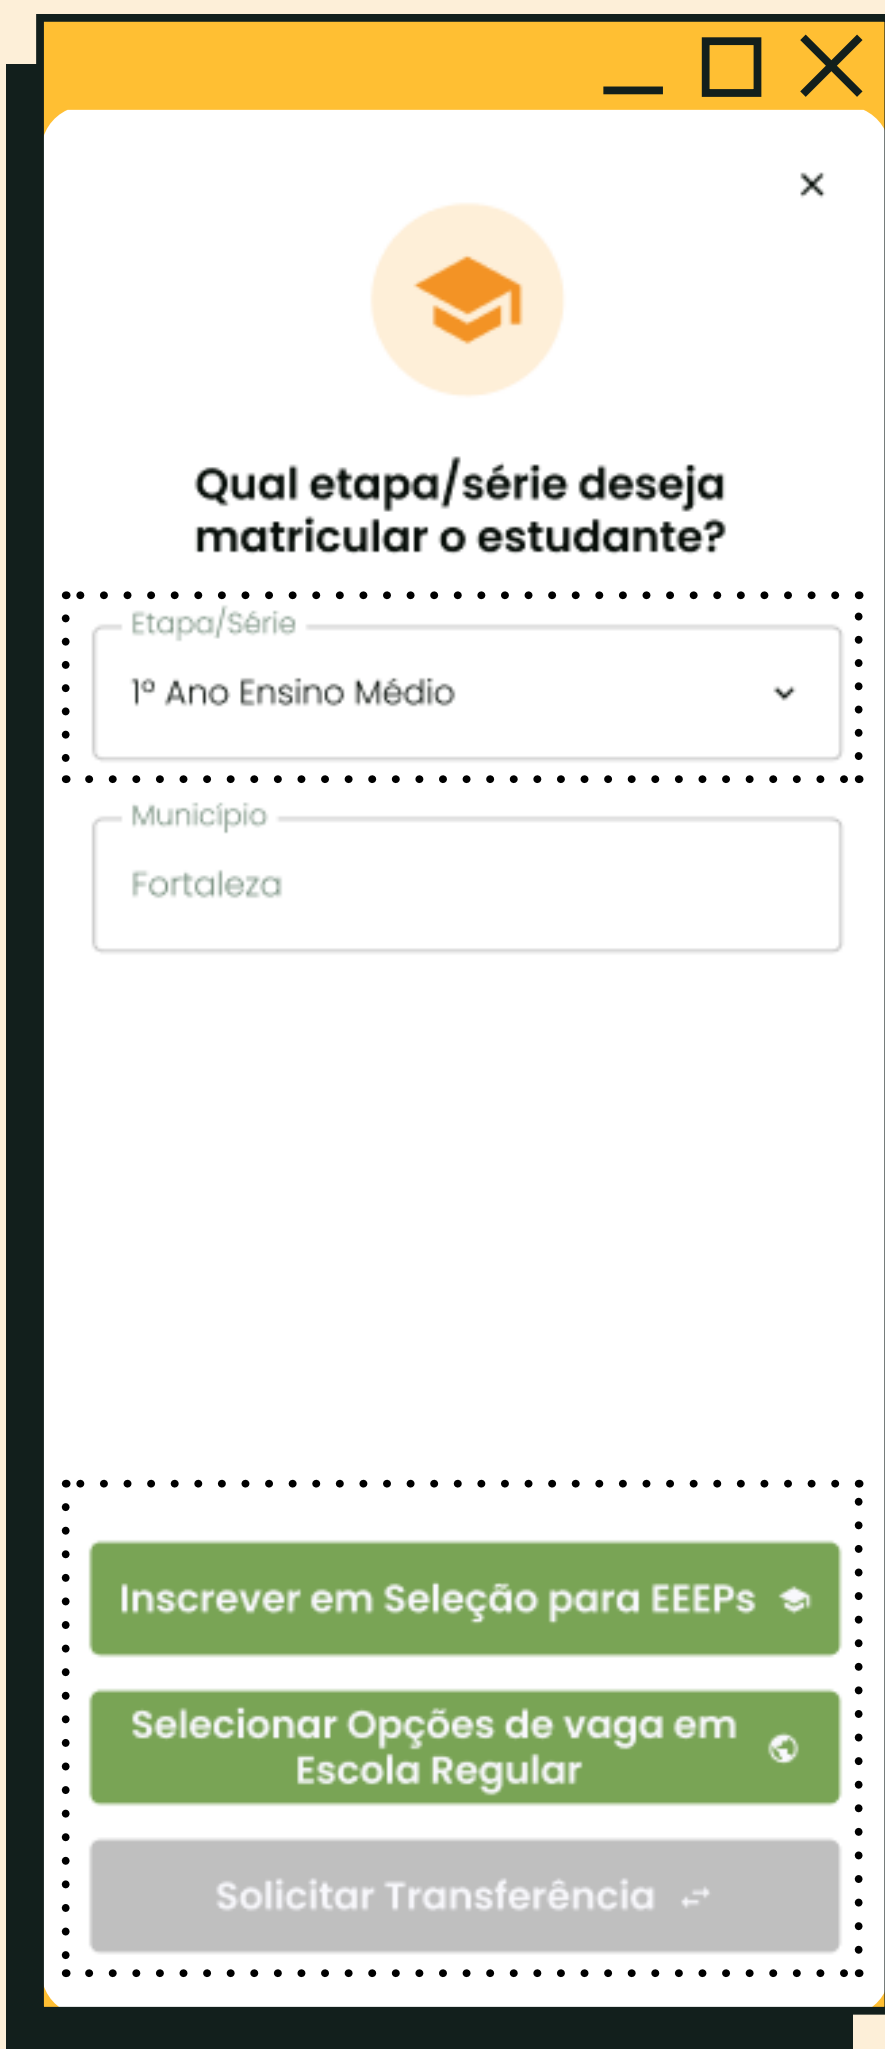 Qual etapa/série deseja
matricular o estudante?
Etapa/Série
1º Ano Ensino Médio
Município
Fortaleza
Inscrever em Seleção para EEEPs
Selecionar Opções de vaga em
Escola Regular
Solicitar Transferência